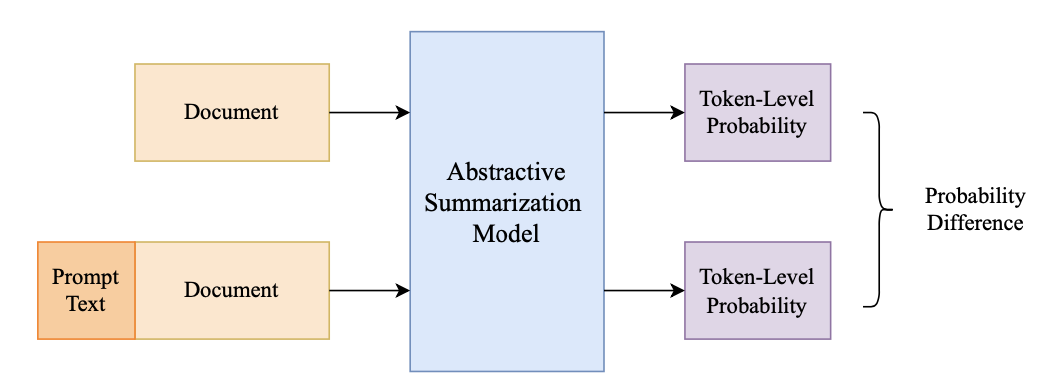 Document
Token-Level
Probability
Abstractive
Summarization
Model
Probability
Difference
Prompt
Text
Document
Token-Level
Probability